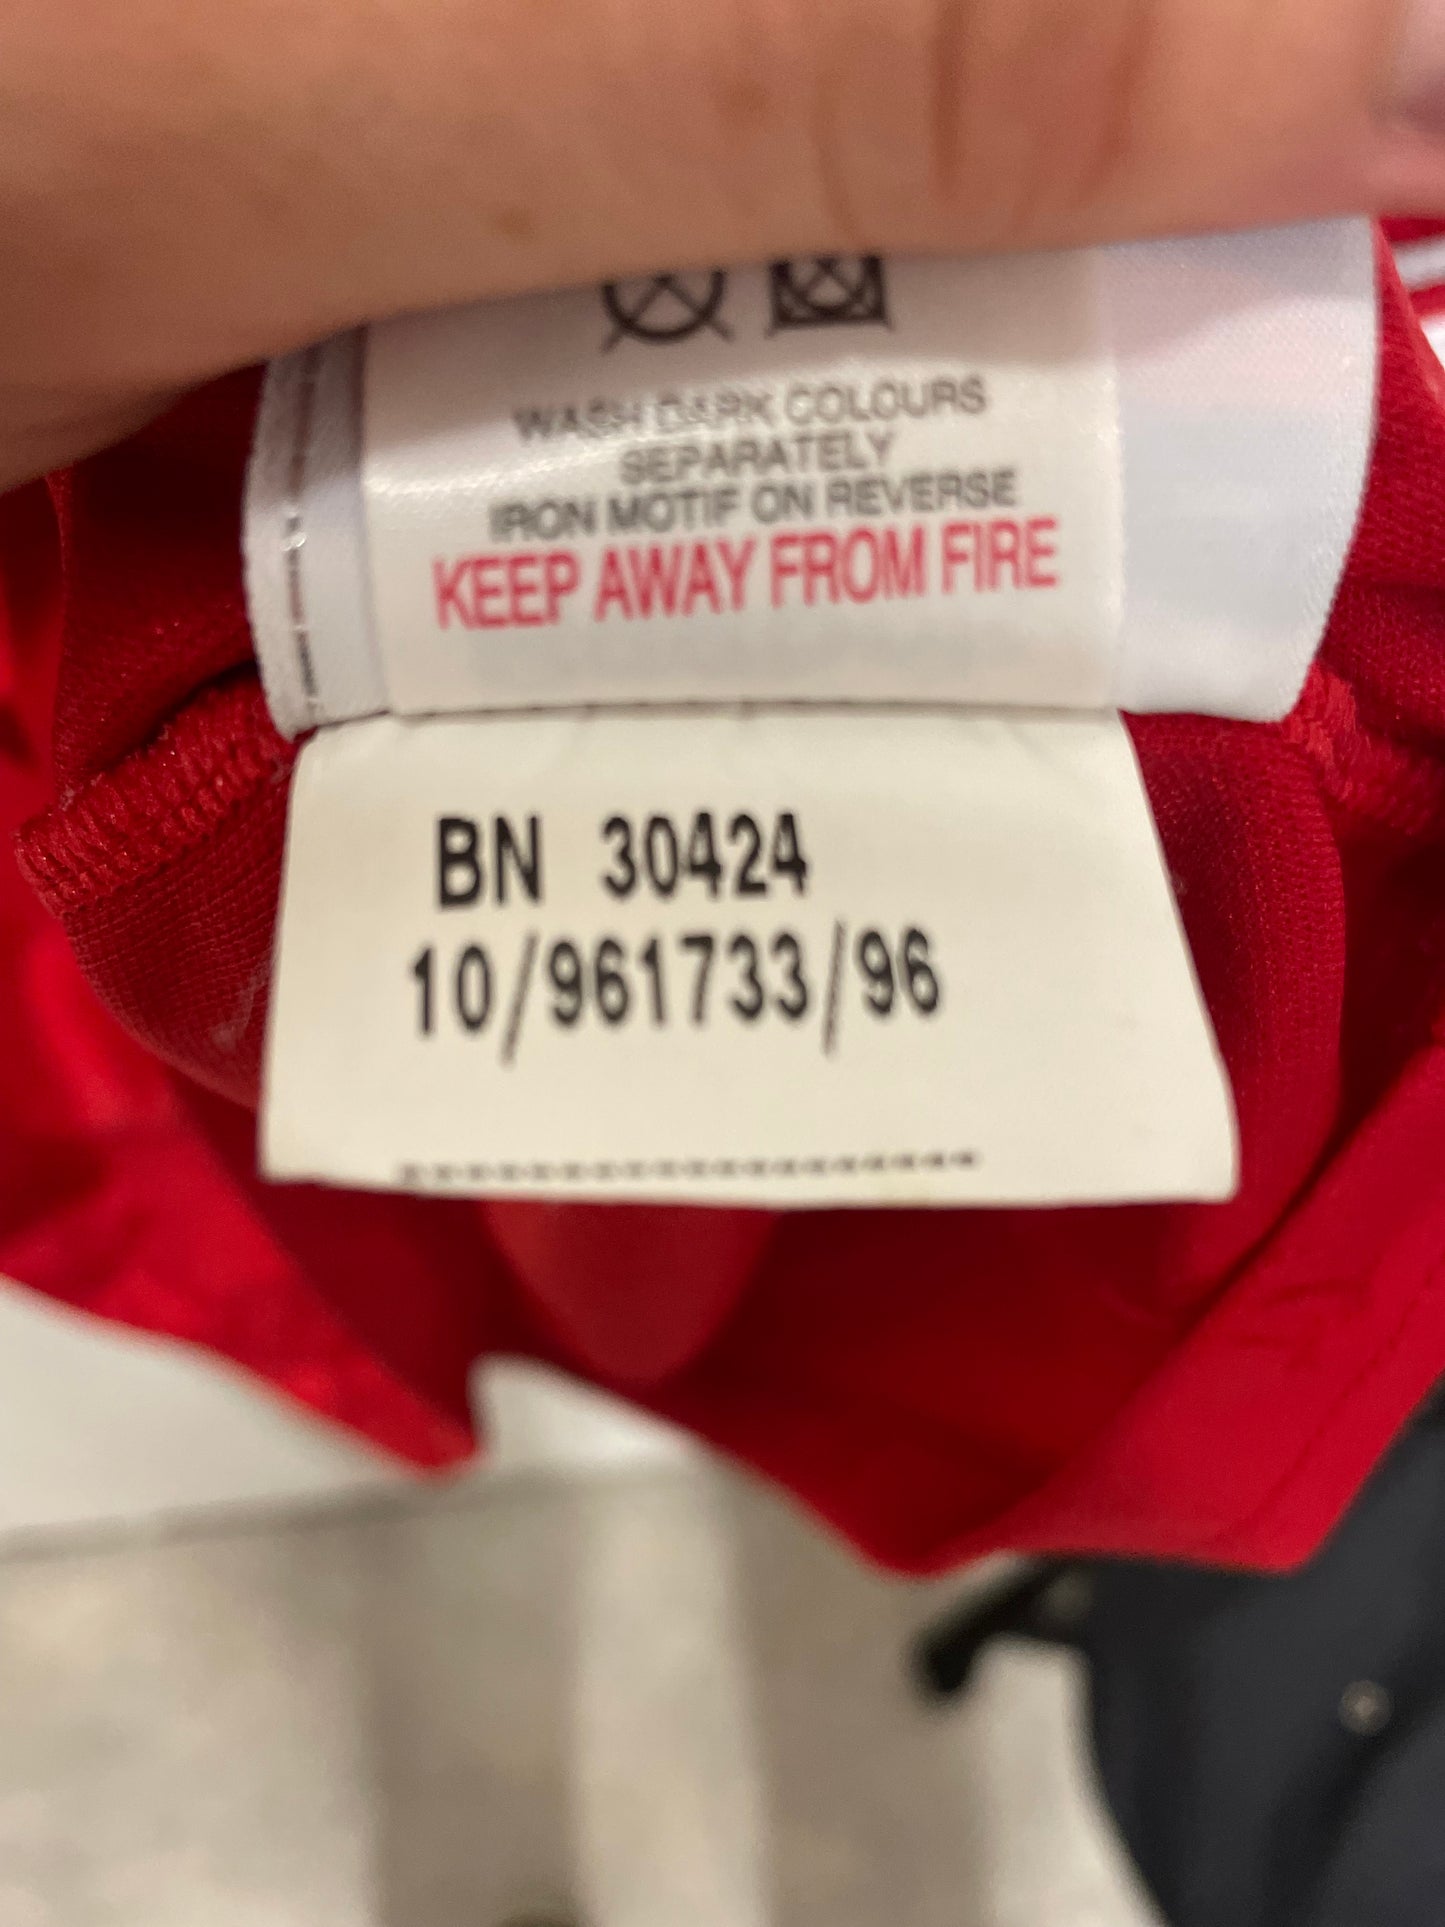 WASH DARK COLOURS
SEPARATELY
IRON MOTIF ON REVERSE
KEEP AWAY FROM FIRE
BN 30424
10/961733/96